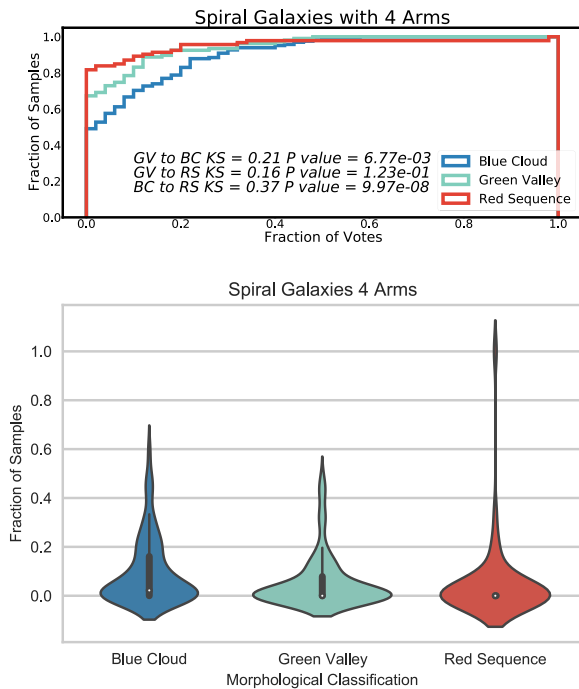 Spiral Galaxies with 4 Arms
1.0
0.8
0.6
0.4
0.2
0.0
Fraction of Samples
GV to BC KS = 0.21 P value = 6.77e-03
GV to RS KS = 0.16 P value = 1.23e-01
BC to RS KS = 0.37 P value = 9.97e-08
Blue Cloud
Green Valley
Red Sequence
0.0 0.2 0.4 0.6 0.8 1.0
Fraction of Votes
Spiral Galaxies 4 Arms
1.0
0.8
0.6
0.4
0.2
0.0
Fraction of Samples
Blue Cloud Green Valley Red Sequence
Morphological Classification